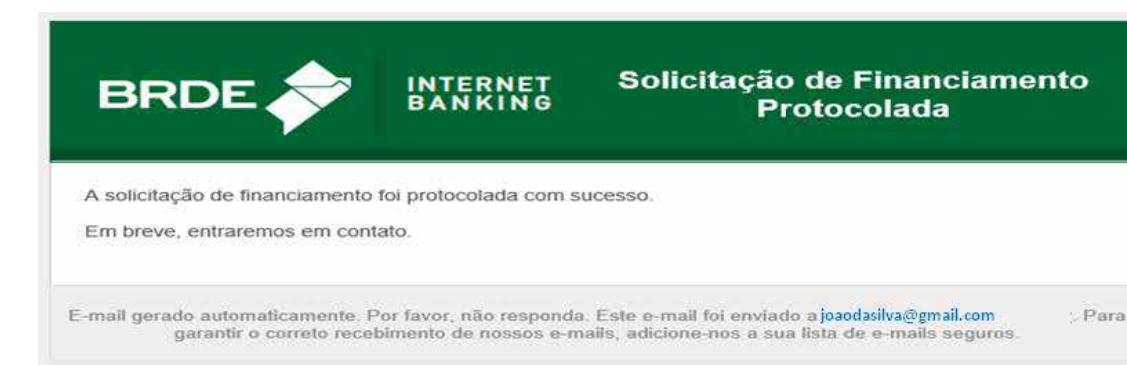 BRDE
INTERNET
BANKING
Solicitação de Financiamento
Protocolada
A solicitação de financiamento foi protocolada com sucesso.
Em breve, entraremos em contato.
E-mail gerado automaticamente. Por favor, não responda. Este e-mail foi enviado a joaodasilva@gmail.com ;. Para
garantir o correto recebimento de nossos e-mails, adicione-nos a sua lista de e-mails seguros.